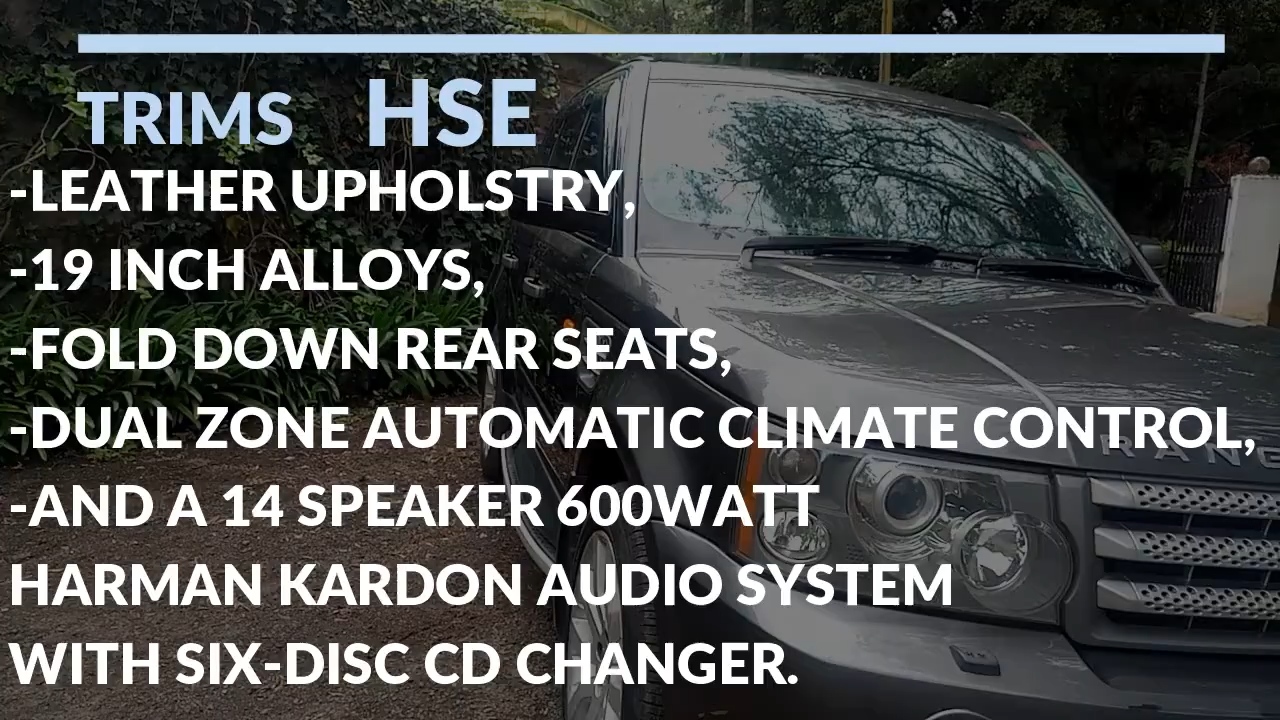 TRIMS HSE
-LEATHER UPHOLSTRY,
-19 INCH ALLOYS,
-FOLD DOWN REAR SEATS,
-DUAL ZONE AUTOMATIC CLIMATE CONTROL,
RANG
-AND A 14 SPEAKER 600WATT
HARMAN KARDON AUDIO SYSTEM
WITH SIX-DISC CD CHANGER.